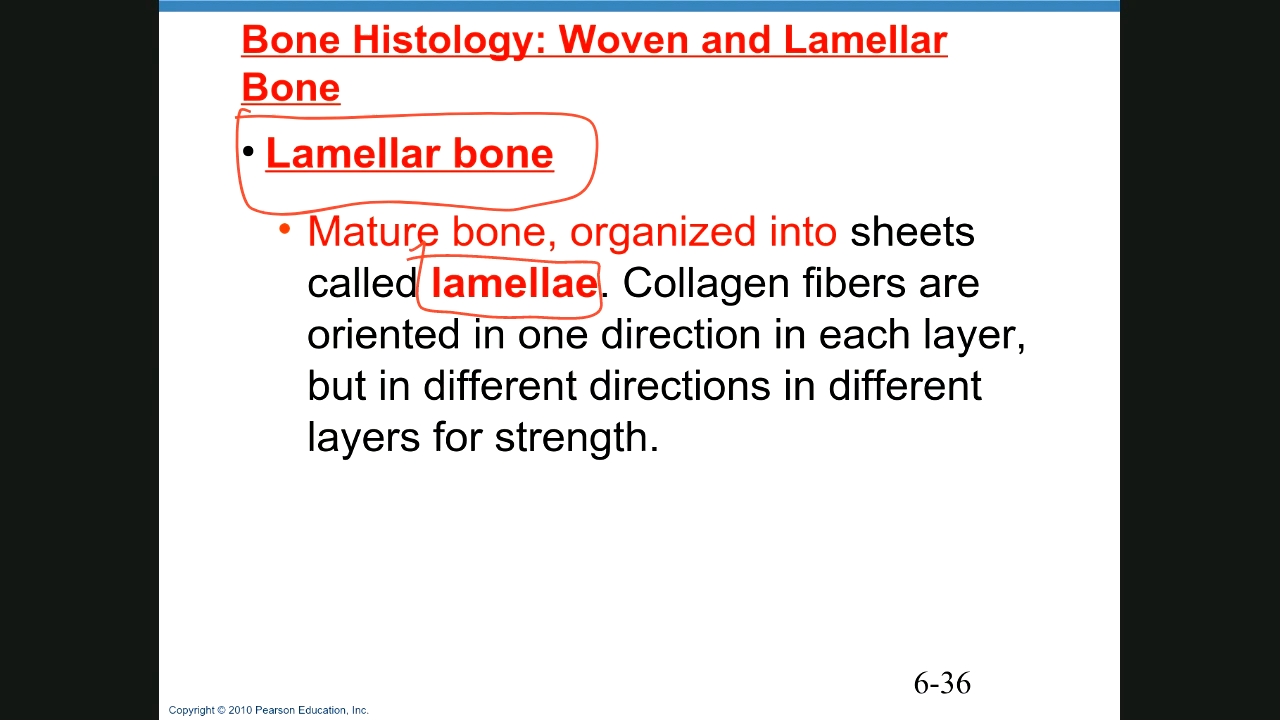 Bone Histology: Woven and Lamellar
Bone
• Lamellar bone
• Mature bone, organized into sheets
called lamellae. Collagen fibers are
oriented in one direction in each layer,
but in different directions in different
layers for strength.
6-36
Copyright © 2010 Pearson Education, Inc.